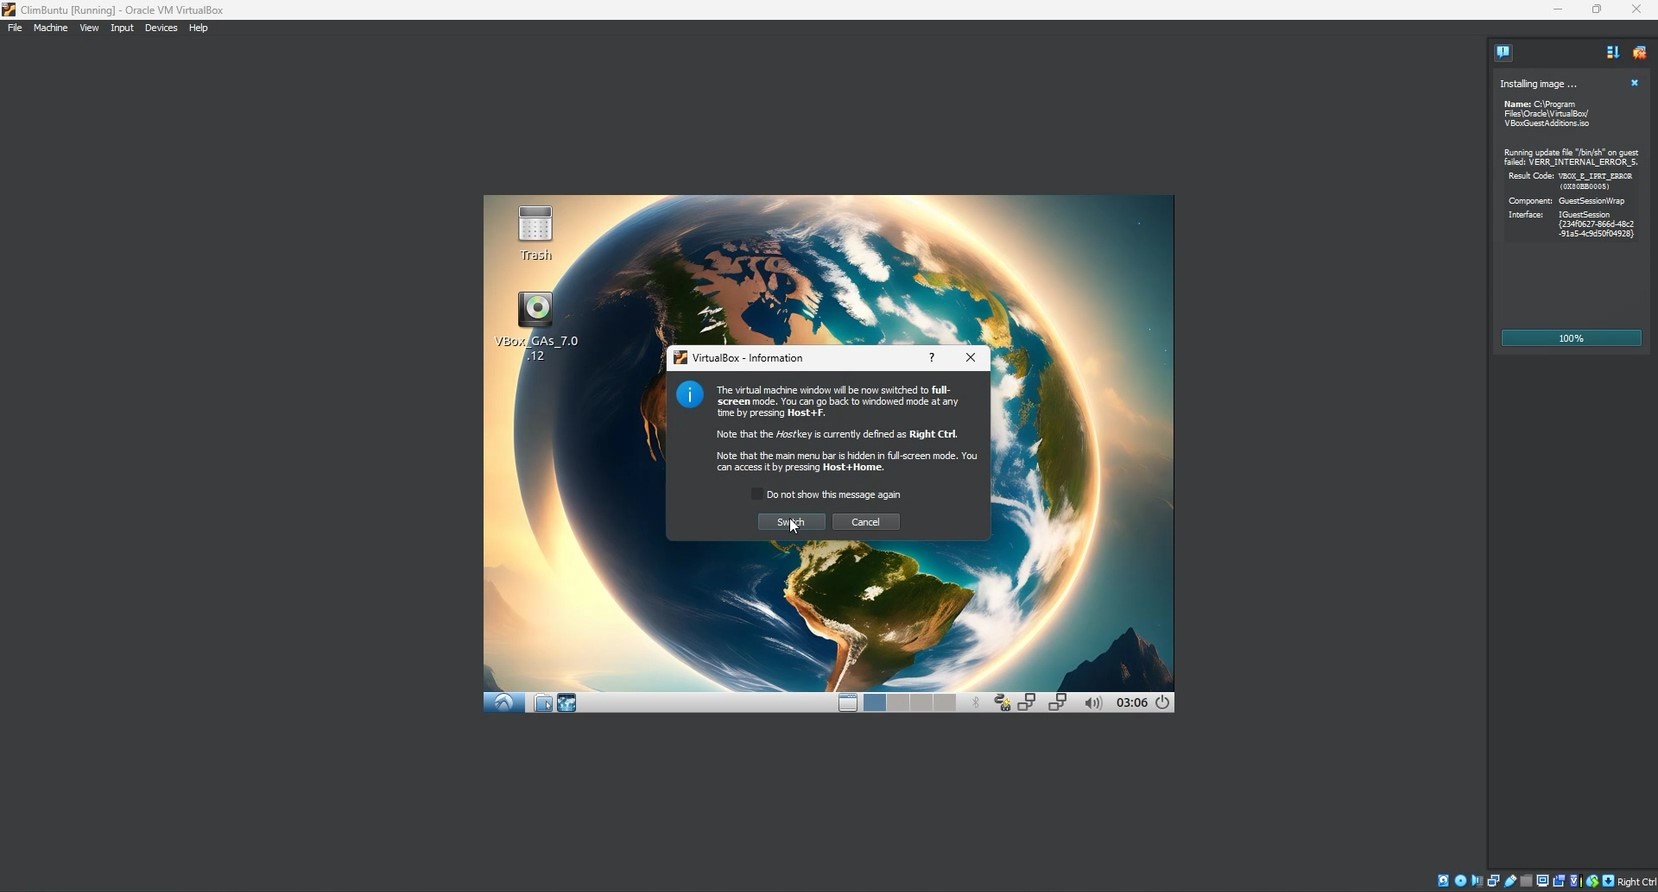 ClimBuntu [Running] - Oracle VM VirtualBox
File Machine View Input Devices Help
Installing image ...
Name: C:\Program
Files\Oracle\VirtualBox/
VBoxGuestAdditions.iso
Running update file "/bin/sh" on guest
failed: VERR_INTERNAL_ERROR_5.
Result Code: VBOX_E_IPRT_ERROR
(0X80BB0005)
Component: GuestSessionWrap
Interface: IGuestSession
{234f0627-866d-48c2
-91a5-4c9d50f04928}
100%
Trash
VBox_GAs_7.0
.12
VirtualBox - Information
?
The virtual machine window will be now switched to full-
screen mode. You can go back to windowed mode at any
time by pressing Host+F.
Note that the Host key is currently defined as Right Ctrl.
Note that the main menu bar is hidden in full-screen mode. You
can access it by pressing Host+Home.
Do not show this message again
Switch Cancel
03:06
Right Ctrl